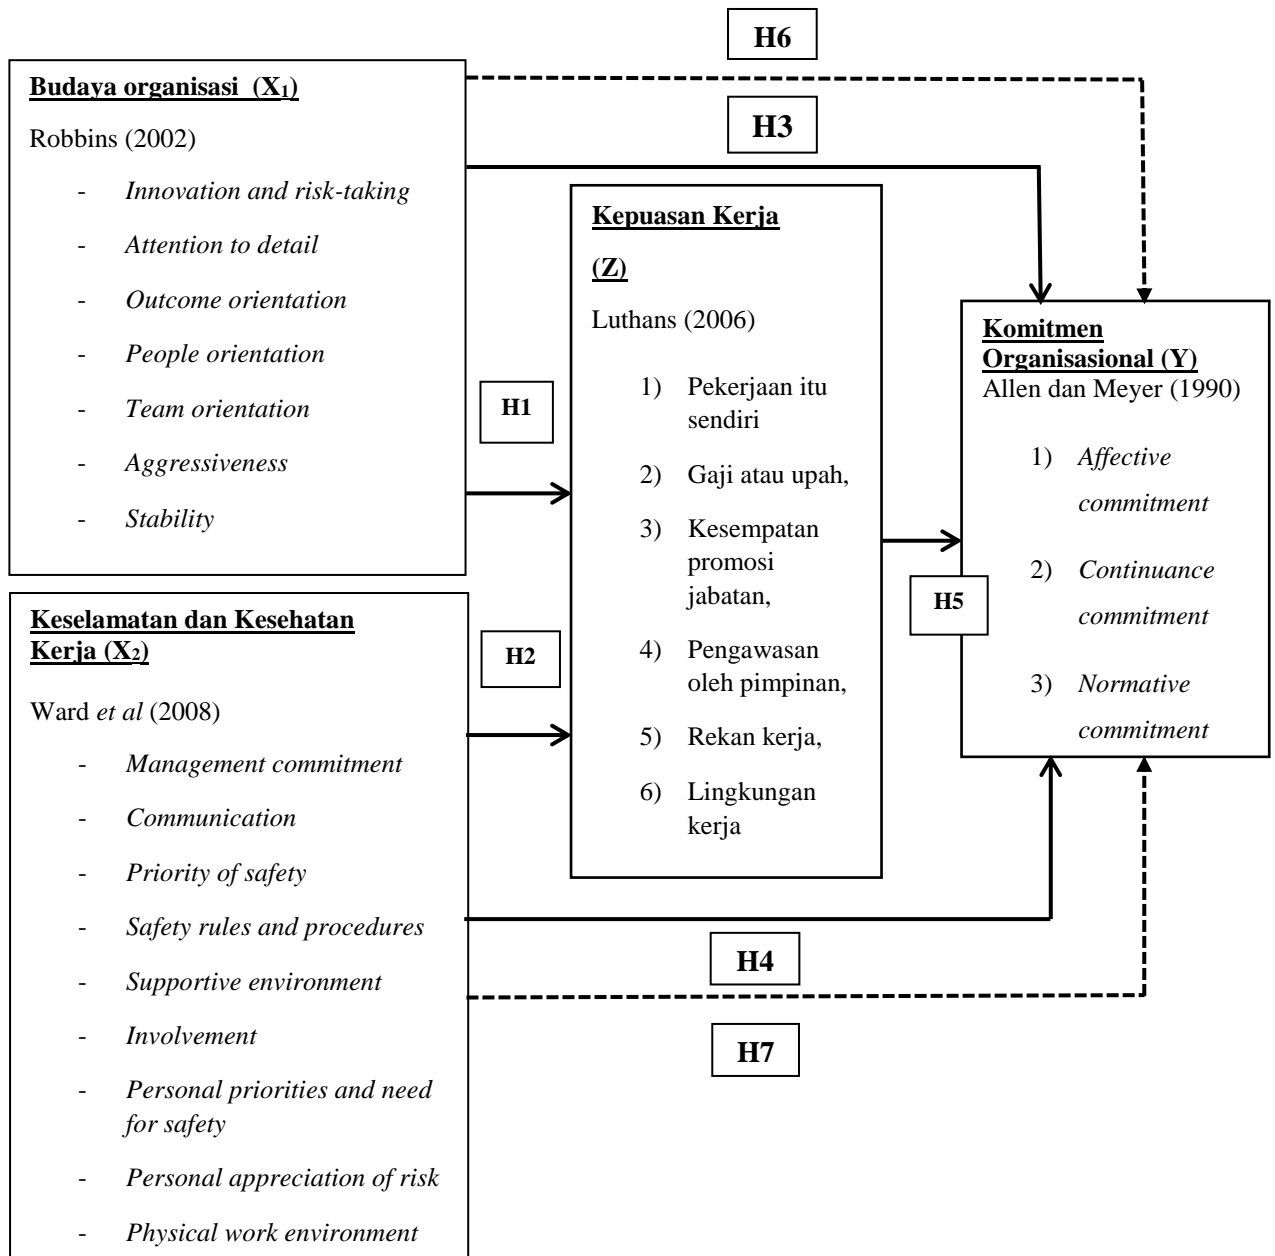 H6
Budaya organisasi (X1)
Robbins (2002)
- Innovation and risk-taking
- Attention to detail
- Outcome orientation
- People orientation
- Team orientation
- Aggressiveness
- Stability
H3
H1
Kepuasan Kerja
(Z)
Luthans (2006)
1) Pekerjaan itu
sendiri
2) Gaji atau upah,
3) Kesempatan
promosi
jabatan,
4) Pengawasan
oleh pimpinan,
5) Rekan kerja,
6) Lingkungan
kerja
Komitmen
Organisasional (Y)
Allen dan Meyer (1990)
1) Affective
commitment
2) Continuance
commitment
3) Normative
commitment
H5
Keselamatan dan Kesehatan
Kerja (X2)
Ward et al (2008)
- Management commitment
- Communication
- Priority of safety
- Safety rules and procedures
- Supportive environment
- Involvement
- Personal priorities and need
for safety
- Personal appreciation of risk
- Physical work environment
H2
H4
H7